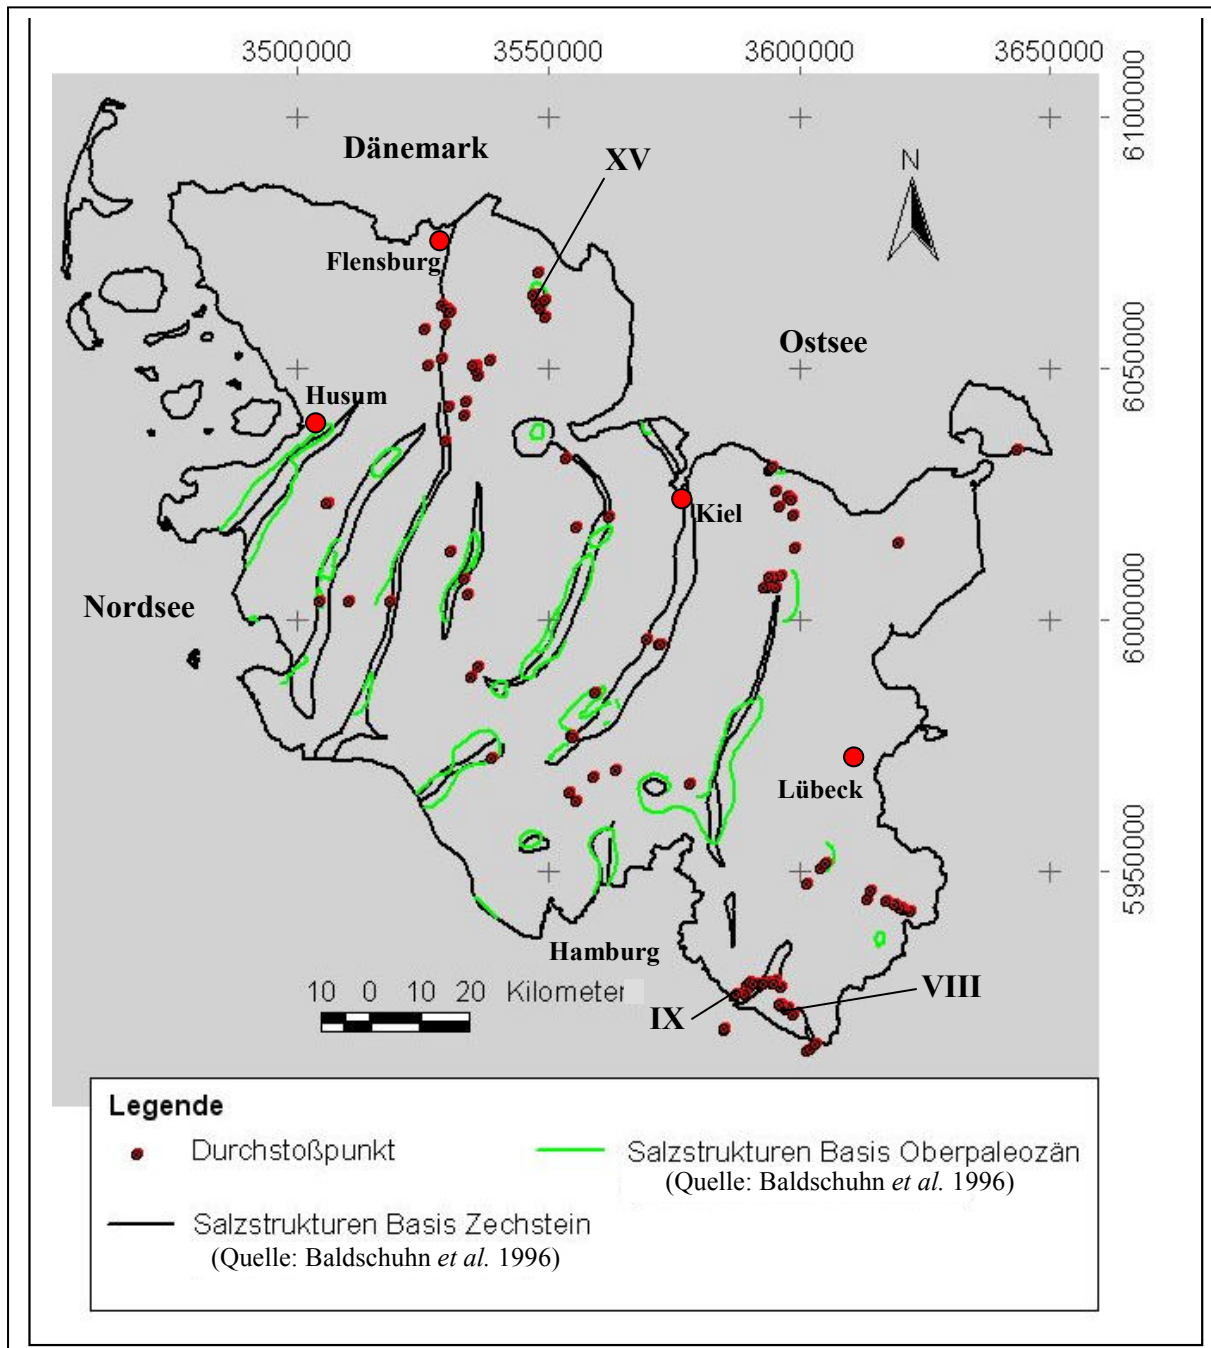 3500000
3550000
3600000
3650000
6100000
Dänemark
XV
N
Flensburg
Ostsee
6050000
Husum
Kiel
Nordsee
6000000
Lübeck
5950000
Hamburg
10 0 10 20 Kilometer
VIII
IX
Legende
Durchstoßpunkt
Salzstrukturen Basis Oberpaleozän
(Quelle: Baldschuhn et al. 1996)
Salzstrukturen Basis Zechstein
(Quelle: Baldschuhn et al. 1996)